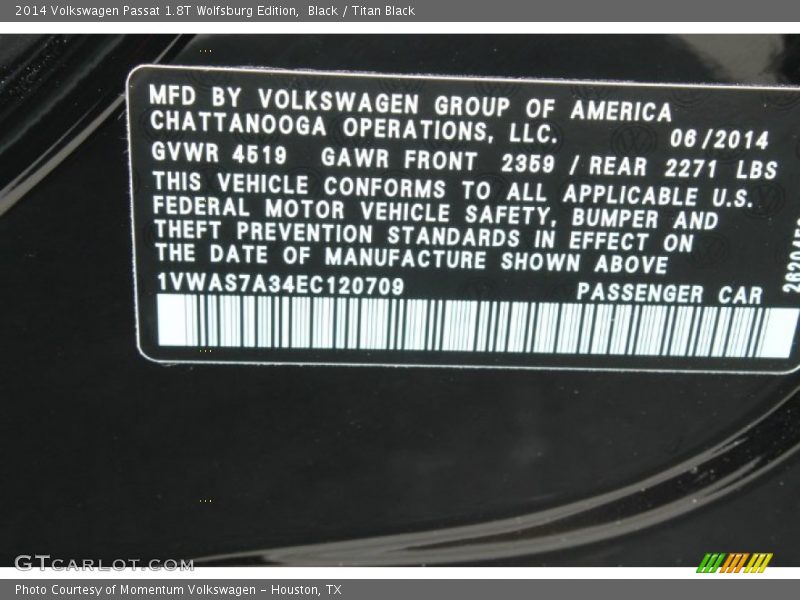 2014 Volkswagen Passat 1.8T Wolfsburg Edition,  Black / Titan Black
MFD BY VOLKSWAGEN GROUP OF AMERICA
CHATTANOOGA OPERATIONS, LLC.   06/2014
GVWR 4519   GAWR FRONT   2359 / REAR 2271 LBS
THIS VEHICLE CONFORMS TO ALL APPLICABLE U.S.
FEDERAL MOTOR VEHICLE SAFETY, BUMPER AND
THEFT PREVENTION STANDARDS IN EFFECT ON
THE DATE OF MANUFACTURE SHOWN ABOVE
1VWAS7A34EC120709   PASSENGER CAR
GTCARLOT.COM
Photo Courtesy of Momentum Volkswagen - Houston, TX